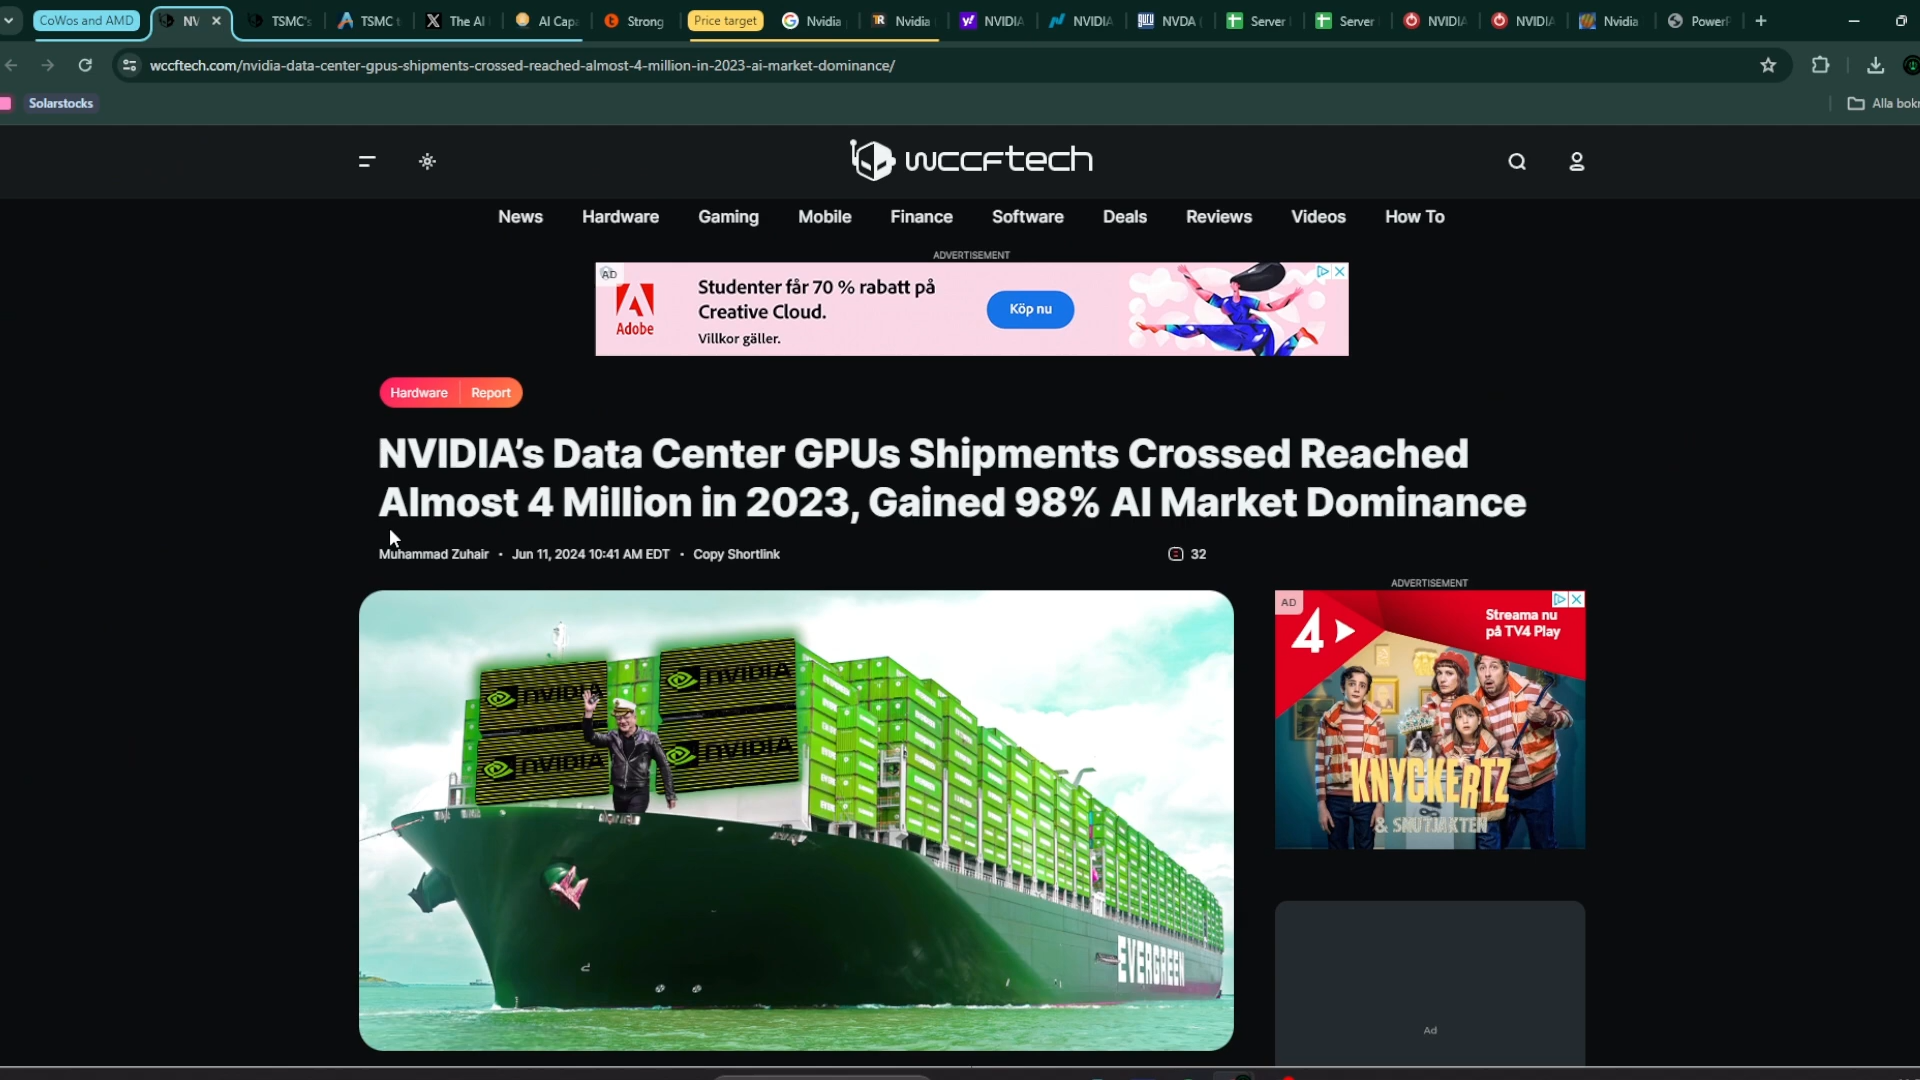 CoWos and AMD
NV
TSMC's
TSMC
The AI
AI Cap
Strong
Price target
Nvidia
Nvidia
NVIDIA
NVIDIA
NVDA
Server
Server
NVIDIA
NVIDIA
Nvidia
Power
wccftech.com/nvidia-data-center-gpus-shipments-crossed-reached-almost-4-million-in-2023-ai-market-dominance/
Solarstocks
Alla bok
wccftech
News
Hardware
Gaming
Mobile
Finance
Software
Deals
Reviews
Videos
How To
ADVERTISEMENT
AD
Adobe
Studenter får 70 % rabatt på
Creative Cloud.
Villkor gäller.
Köp nu
Hardware
Report
NVIDIA's Data Center GPUs Shipments Crossed Reached
Almost 4 Million in 2023, Gained 98% AI Market Dominance
Muhammad Zuhair • Jun 11, 2024 10:41 AM EDT • Copy Shortlink
32
NVIDIA
NVIDIA
NVIDIA
NVIDIA
EVERGREEN
ADVERTISEMENT
AD
4
Streama nu
på TV4 Play
KNYCKERTZ
& SNUTJAKTEN
Ad